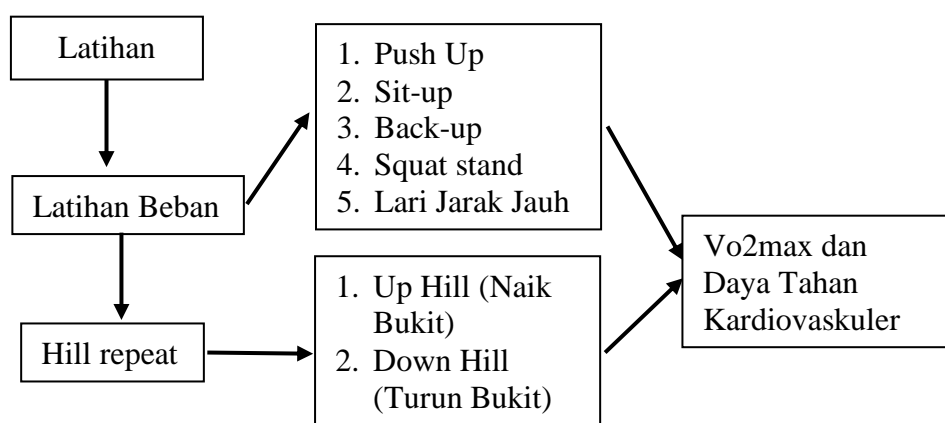 Latihan
1. Push Up
2. Sit-up
3. Back-up
4. Squat stand
5. Lari Jarak Jauh
Latihan Beban
Vo2max dan
Daya Tahan
Kardiovaskuler
1. Up Hill (Naik
Bukit)
2. Down Hill
(Turun Bukit)
Hill repeat